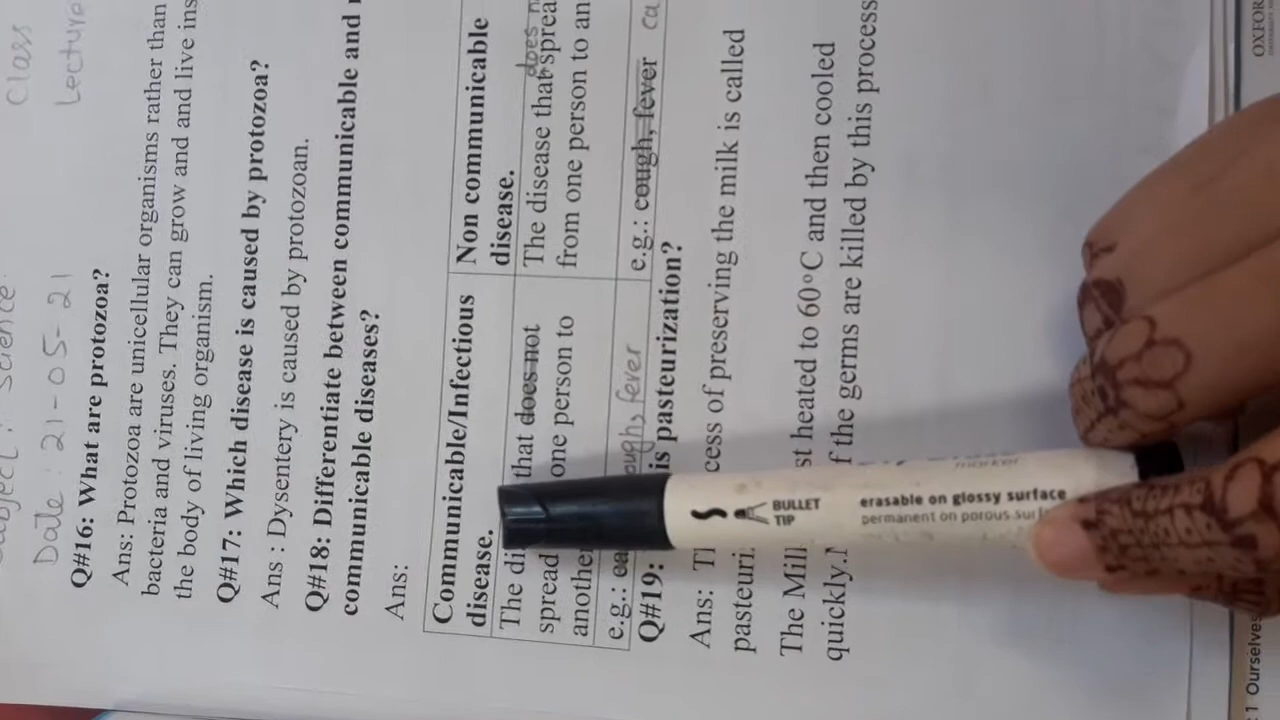 Class
Lecture
Science
Date : 21-05-21
Q#16: What are protozoa?
Ans: Protozoa are unicellular organisms rather than
bacteria and viruses. They can grow and and live ins
the body of living organism.
Q#17: Which disease is caused by protozoa?
Ans : Dysentery is caused by protozoan.
Q#18: Differentiate between communicable and
communicable diseases?
Ans:
Communicable/Infectious
disease.
The di that does not
spread one person to
another
e.g.: fever
Non communicable
disease.
does n
The disease that sprea
from one person to an
e.g.: cough, fever ca
Q#19: is pasteurization?
Ans: T cess of preserving the milk is called
pasteuri
The Mil st heated to 60°C and then cooled
quickly. f the germs are killed by this process
BULLET
TIP
erasable on glossy surface
permanent on porous sur
OXFOR
1 Ourselves